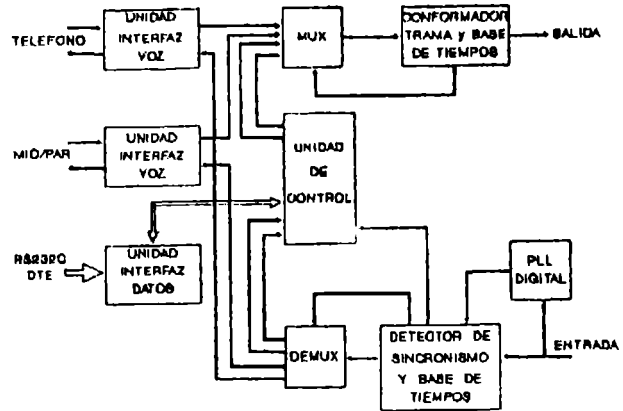 TELEFONO
UNIDAD
INTERFAZ
VOZ
MUX
CONFORMADOR
TRAMA y BASE
DE TIEMPOS
SALIDA
MIC/PAR
UNIDAD
INTERFAZ
VOZ
UNIDAD
DE
CONTROL
RS232C
DTE
UNIDAD
INTERFAZ
DATOS
PLL
DIGITAL
DEMUX
DETECTOR DE
SINCRONISMO
Y BASE DE
TIEMPOS
ENTRADA